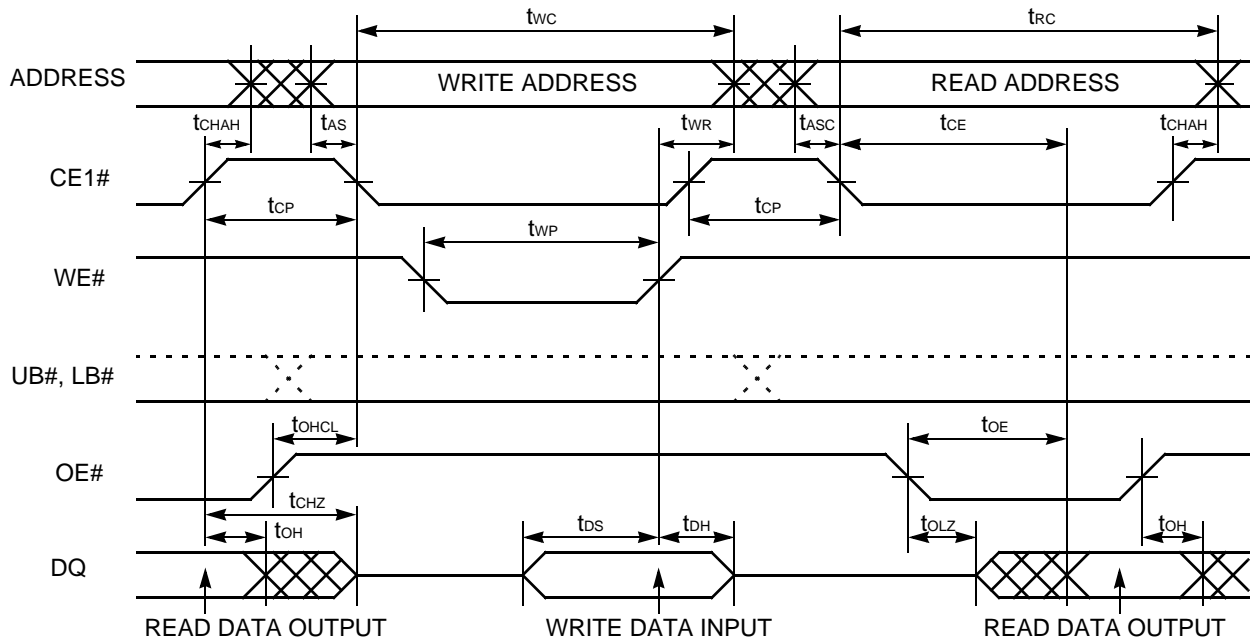 tWC tRC
ADDRESS WRITE ADDRESS READ ADDRESS
tCHAH tAS tWR tASC tCE tCHAH
CE1#
tCP tCP
tWP
WE#
UB#, LB#
tOHCL tOE
OE#
tCHZ
tOH tDS tDH tOLZ tOH
DQ
READ DATA OUTPUT WRITE DATA INPUT READ DATA OUTPUT